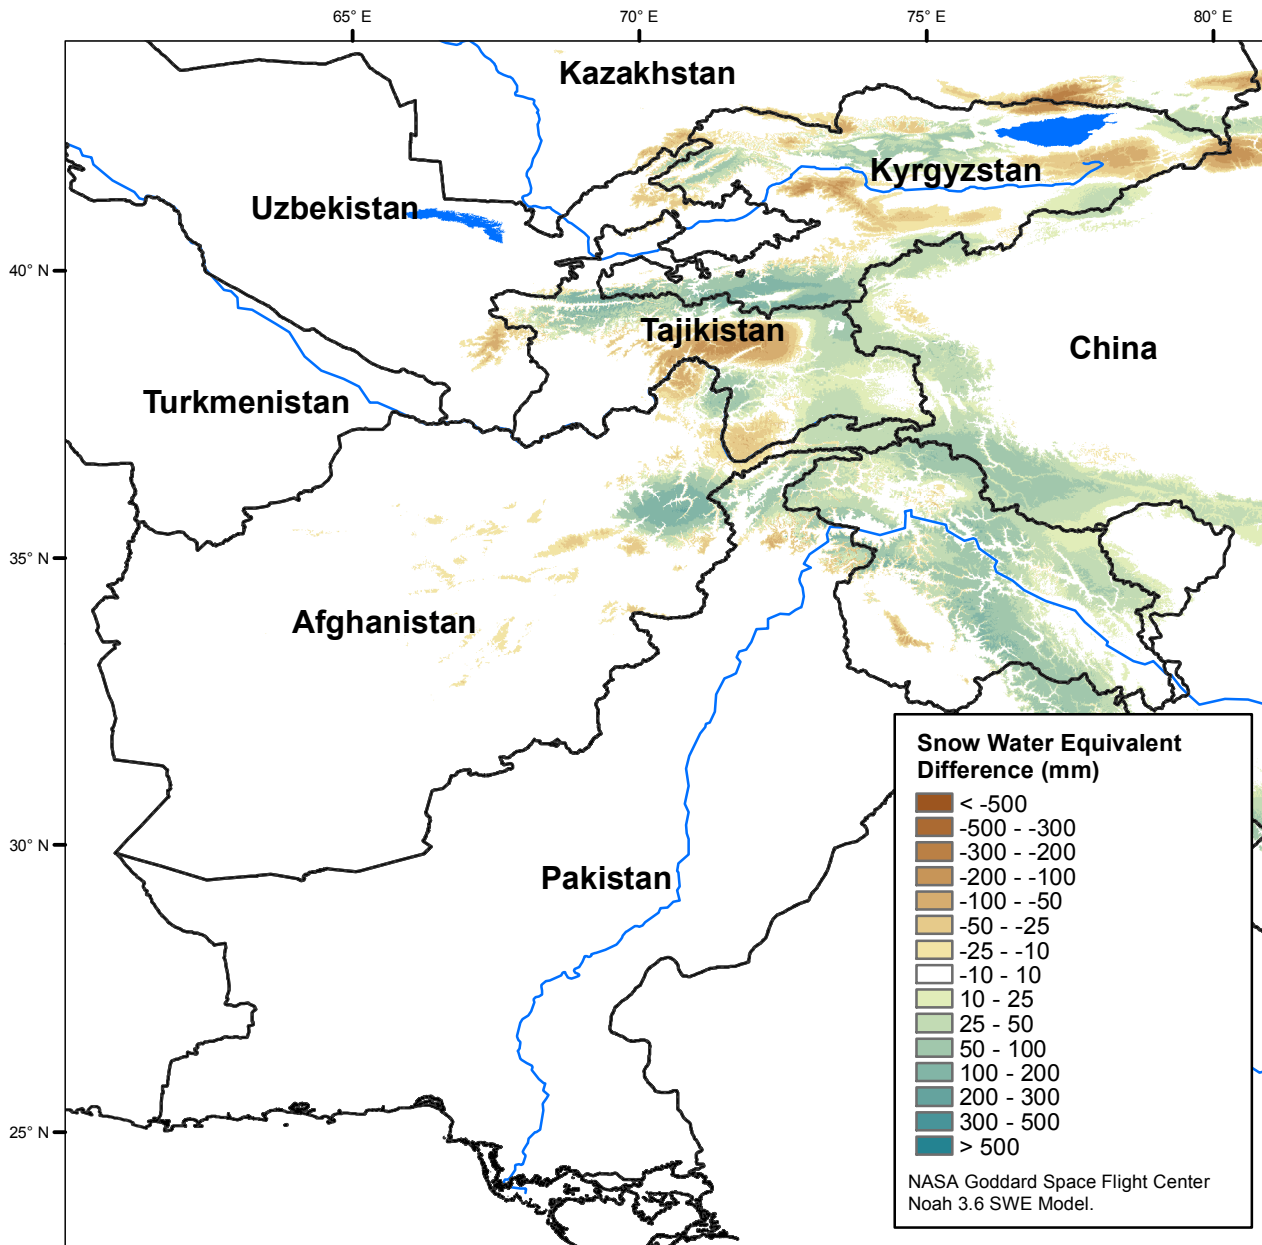 65° E
70° E
75° E
80° E
Kazakhstan
Kyrgyzstan
Uzbekistan
40° N
Tajikistan
China
Turkmenistan
35° N
Afghanistan
Snow Water Equivalent
Difference (mm)
< -500
-500 - -300
-300 - -200
-200 - -100
-100 - -50
-50 - -25
-25 - -10
-10 - 10
10 - 25
25 - 50
50 - 100
100 - 200
200 - 300
300 - 500
> 500
NASA Goddard Space Flight Center
Noah 3.6 SWE Model.
30° N
Pakistan
25° N